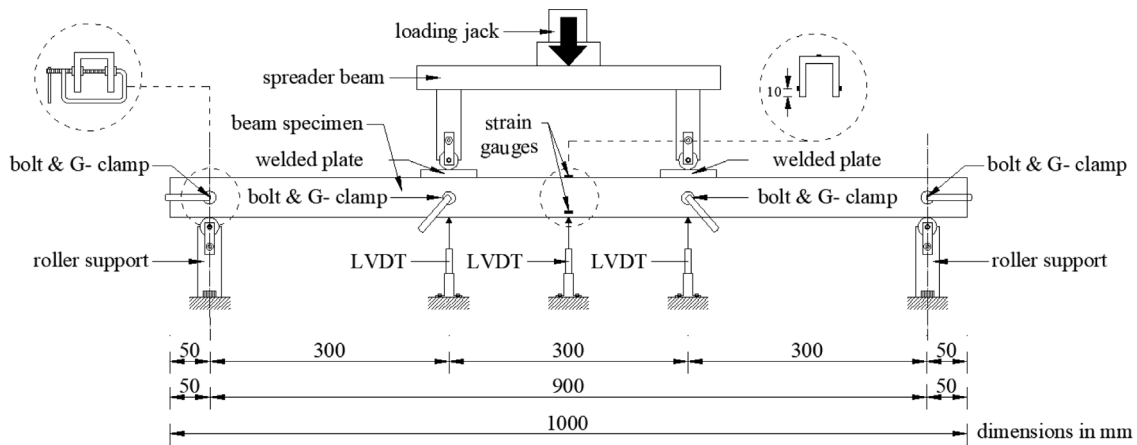 loading jack
spreader beam
10
beam specimen
strain
gauges
welded plate
welded plate
bolt & G- clamp
bolt & G- clamp
bolt & G- clamp
bolt & G- clamp
roller support
LVDT
LVDT
LVDT
roller support
50
300
300
300
50
50
900
50
1000
dimensions in mm